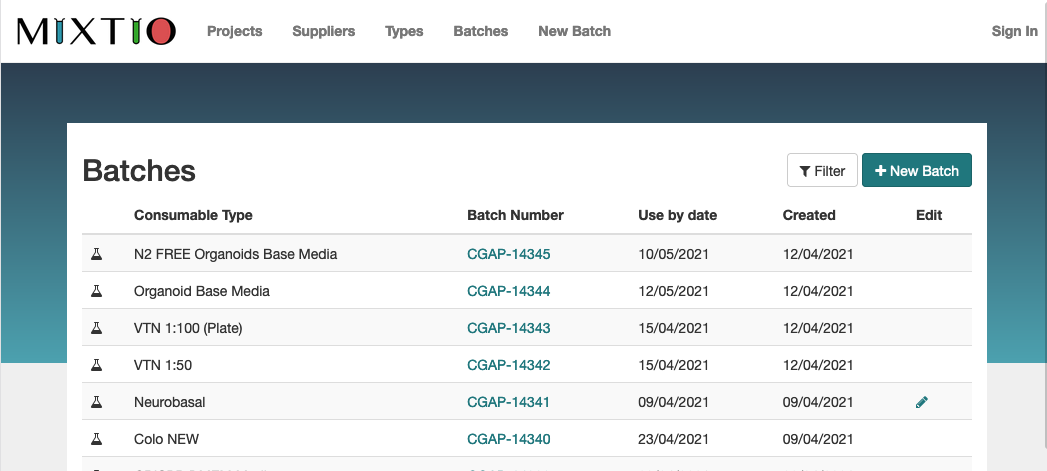 MIXTIO Projects Suppliers Types Batches New Batch Sign In
Batches Filter New Batch
Consumable Type Batch Number Use by date Created Edit
N2 FREE Organoids Base Media CGAP-14345 10/05/2021 12/04/2021
Organoid Base Media CGAP-14344 12/05/2021 12/04/2021
VTN 1:100 (Plate) CGAP-14343 15/04/2021 12/04/2021
VTN 1:50 CGAP-14342 15/04/2021 12/04/2021
Neurobasal CGAP-14341 09/04/2021 09/04/2021
Colo NEW CGAP-14340 23/04/2021 09/04/2021